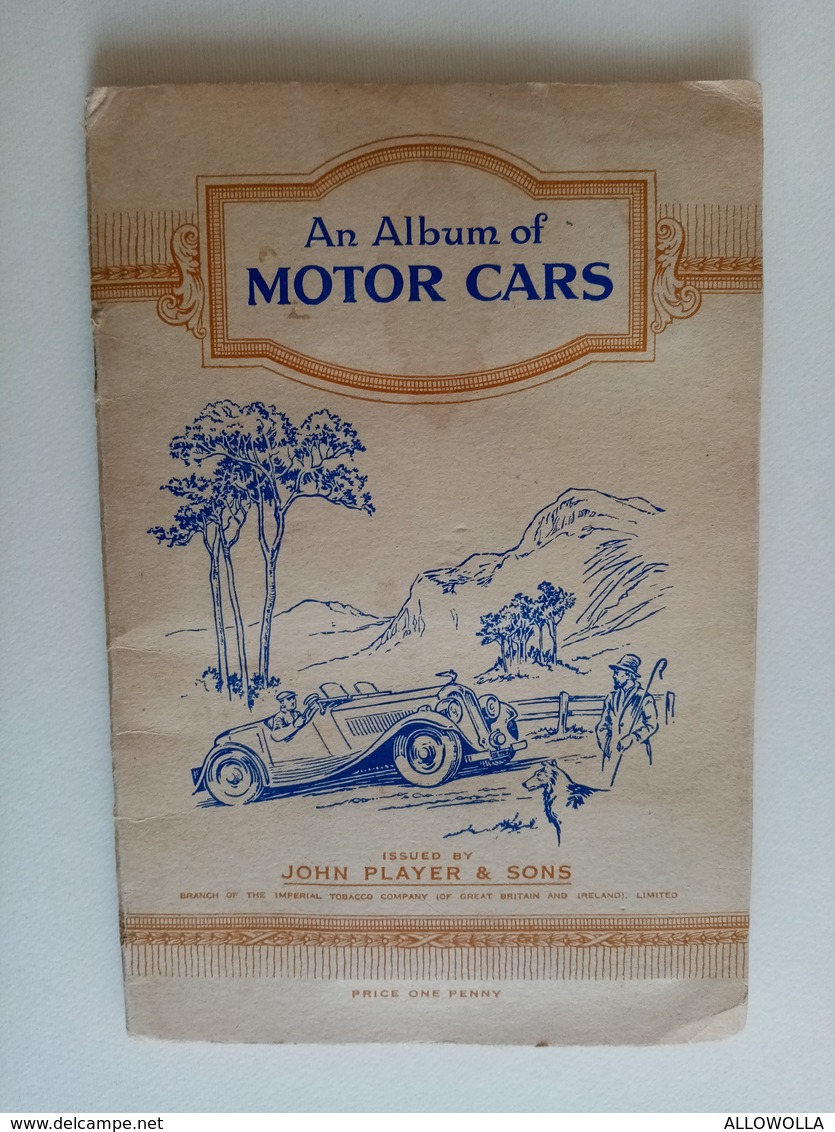 An Album of
MOTOR CARS
ISSUED BY
JOHN PLAYER & SONS
BRANCH OF THE IMPERIAL TOBACCO COMPANY (OF GREAT BRITAIN AND IRELAND), LIMITED
PRICE ONE PENNY
© www.delcampe.net
ALLOWOLLA